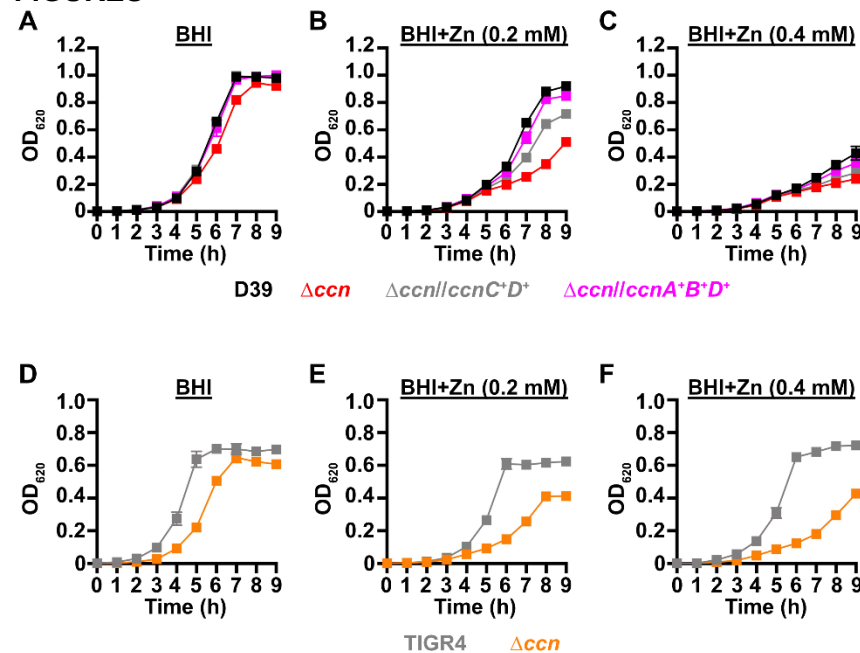 A BHI
B BHI+Zn (0.2 mM)
C BHI+Zn (0.4 mM)
OD620
1.2
1.0
0.8
0.6
0.4
0.2
0
0 1 2 3 4 5 6 7 8 9
Time (h)
OD620
1.2
1.0
0.8
0.6
0.4
0.2
0
0 1 2 3 4 5 6 7 8 9
Time (h)
OD620
1.2
1.0
0.8
0.6
0.4
0.2
0
0 1 2 3 4 5 6 7 8 9
Time (h)
D39 Δccn Δccn//ccnC+D+ Δccn//ccnA+B+D+
D BHI
E BHI+Zn (0.2 mM)
F BHI+Zn (0.4 mM)
OD620
1.0
0.8
0.6
0.4
0.2
0
0 1 2 3 4 5 6 7 8 9
Time (h)
OD620
1.0
0.8
0.6
0.4
0.2
0
0 1 2 3 4 5 6 7 8 9
Time (h)
OD620
1.0
0.8
0.6
0.4
0.2
0
0 1 2 3 4 5 6 7 8 9
Time (h)
TIGR4 Δccn